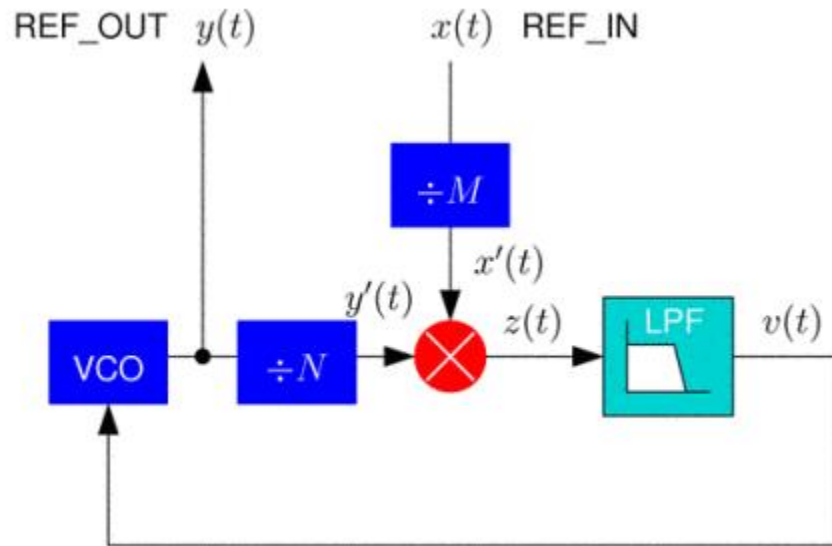 REF_OUT y(t) x(t) REF_IN
÷M
x′(t)
y′(t)
z(t)
LPF
v(t)
VCO
÷N